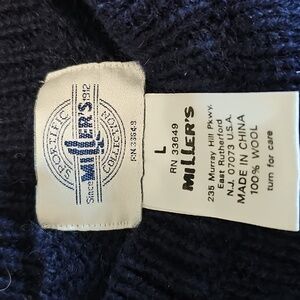 SPORTIFIC
Since MILLER'S 1912
COLLECTION
RN 33649
L
RN 33649
MILLER'S
235 Murray Hill Pkwy.
East Rutherford
N.J. 07073 U.S.A.
MADE IN CHINA
100% WOOL
turn for care